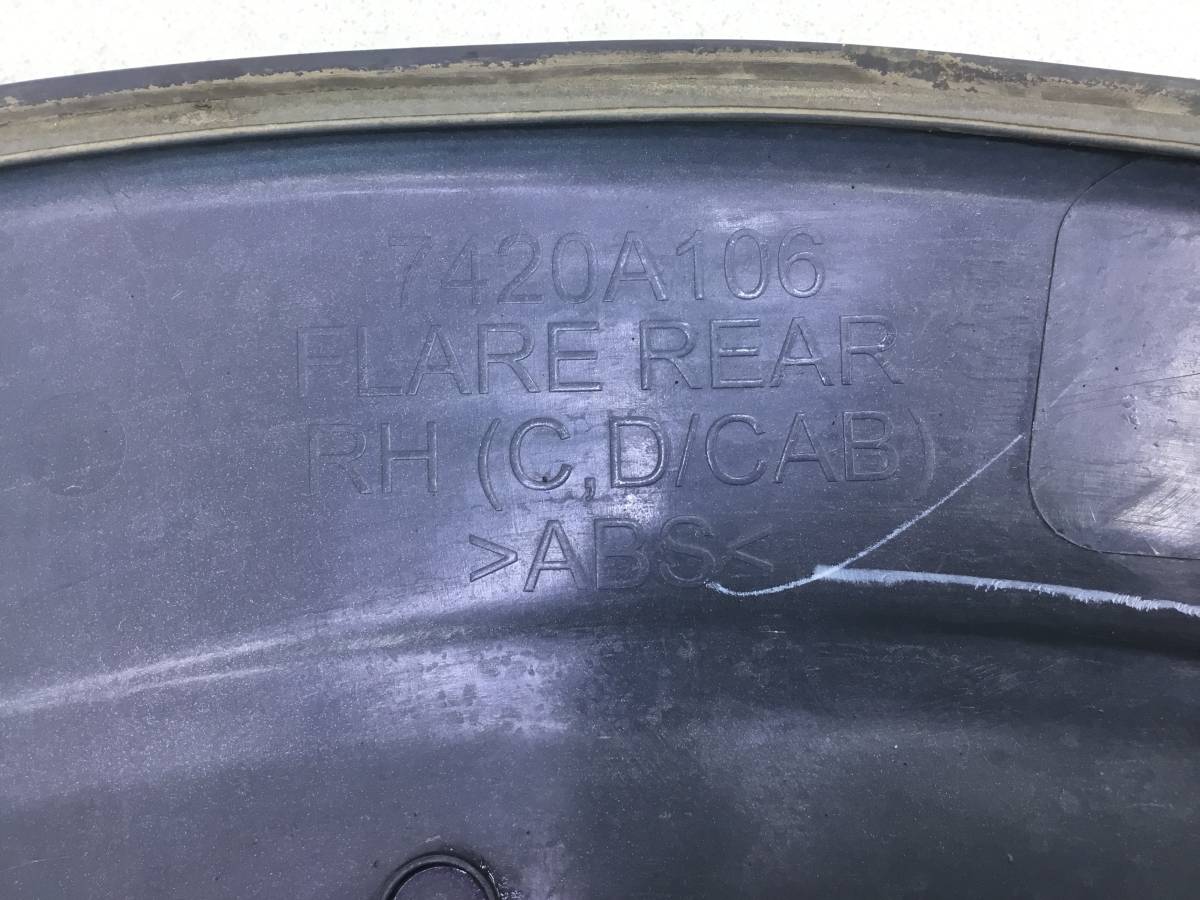 7420A106
FLARE REAR
RH (C,D/CAB)
>ABS<